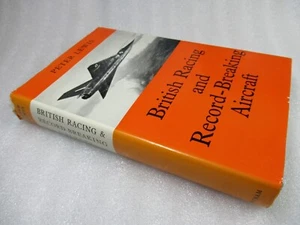 PETER LEWIS
British Racing
and
Record-Breaking
Aircraft
BRITISH RACING &
RECORD-BREAKING